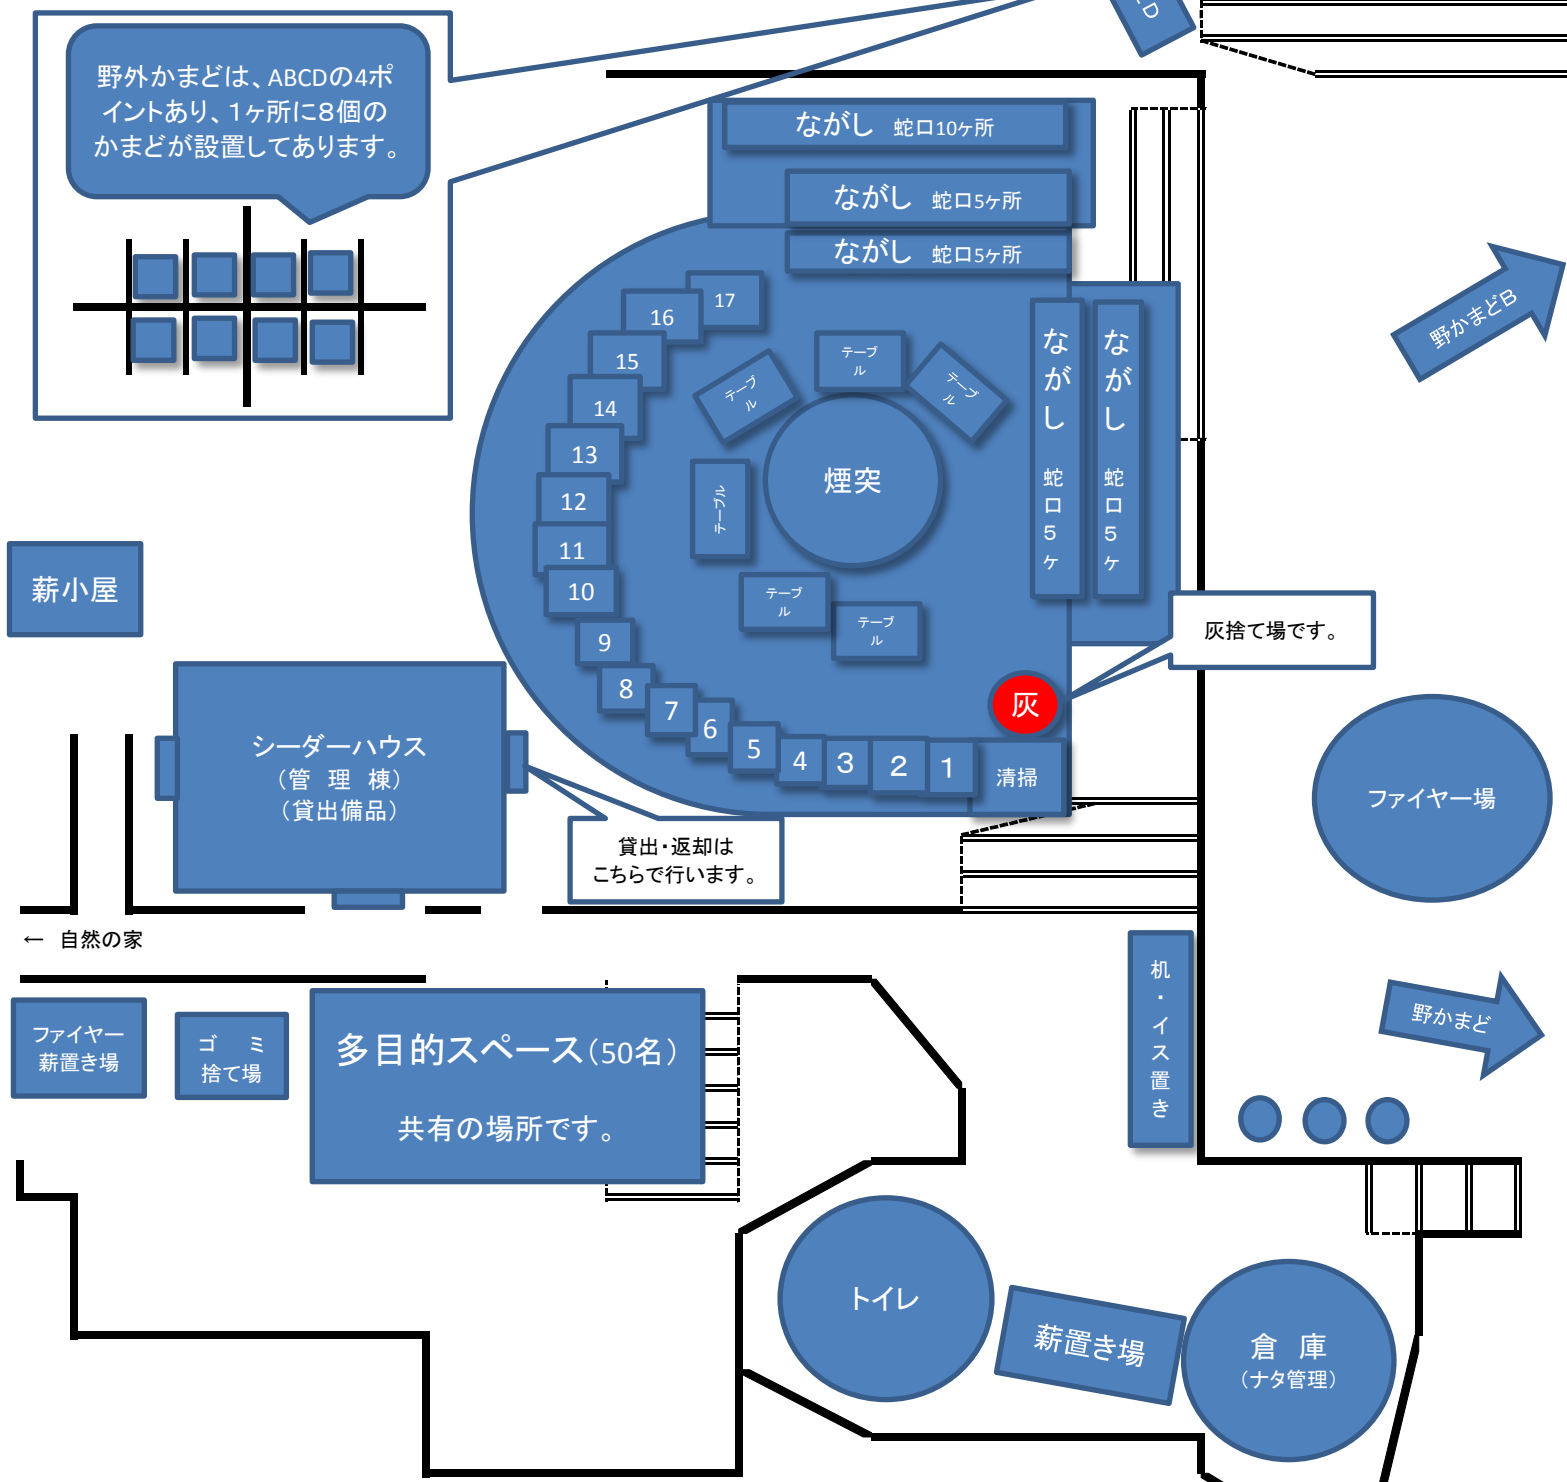 野外かまどは、ABCDの4ポ
イントあり、1ヶ所に8個の
かまどが設置してあります。
D
ながし 蛇口10ヶ所
ながし 蛇口5ヶ所
ながし 蛇口5ヶ所
野かまどB
17
16
15
14
13
12
11
10
9
8
7
6
5
4
3
2
1
清掃
テーブ
ル
テーブ
ル
テーブ
ル
テーブル
テーブ
ル
テーブ
ル
煙突
ながし 蛇口5ヶ
ながし 蛇口5ヶ
薪小屋
灰捨て場です。
灰
シーダーハウス
(管 理 棟)
(貸出備品)
貸出・返却は
こちらで行います。
ファイヤー場
← 自然の家
ファイヤー
薪置き場
ゴ ミ
捨て場
多目的スペース(50名)
共有の場所です。
机・イス置き
野かまど
トイレ
薪置き場
倉 庫
(ナタ管理)